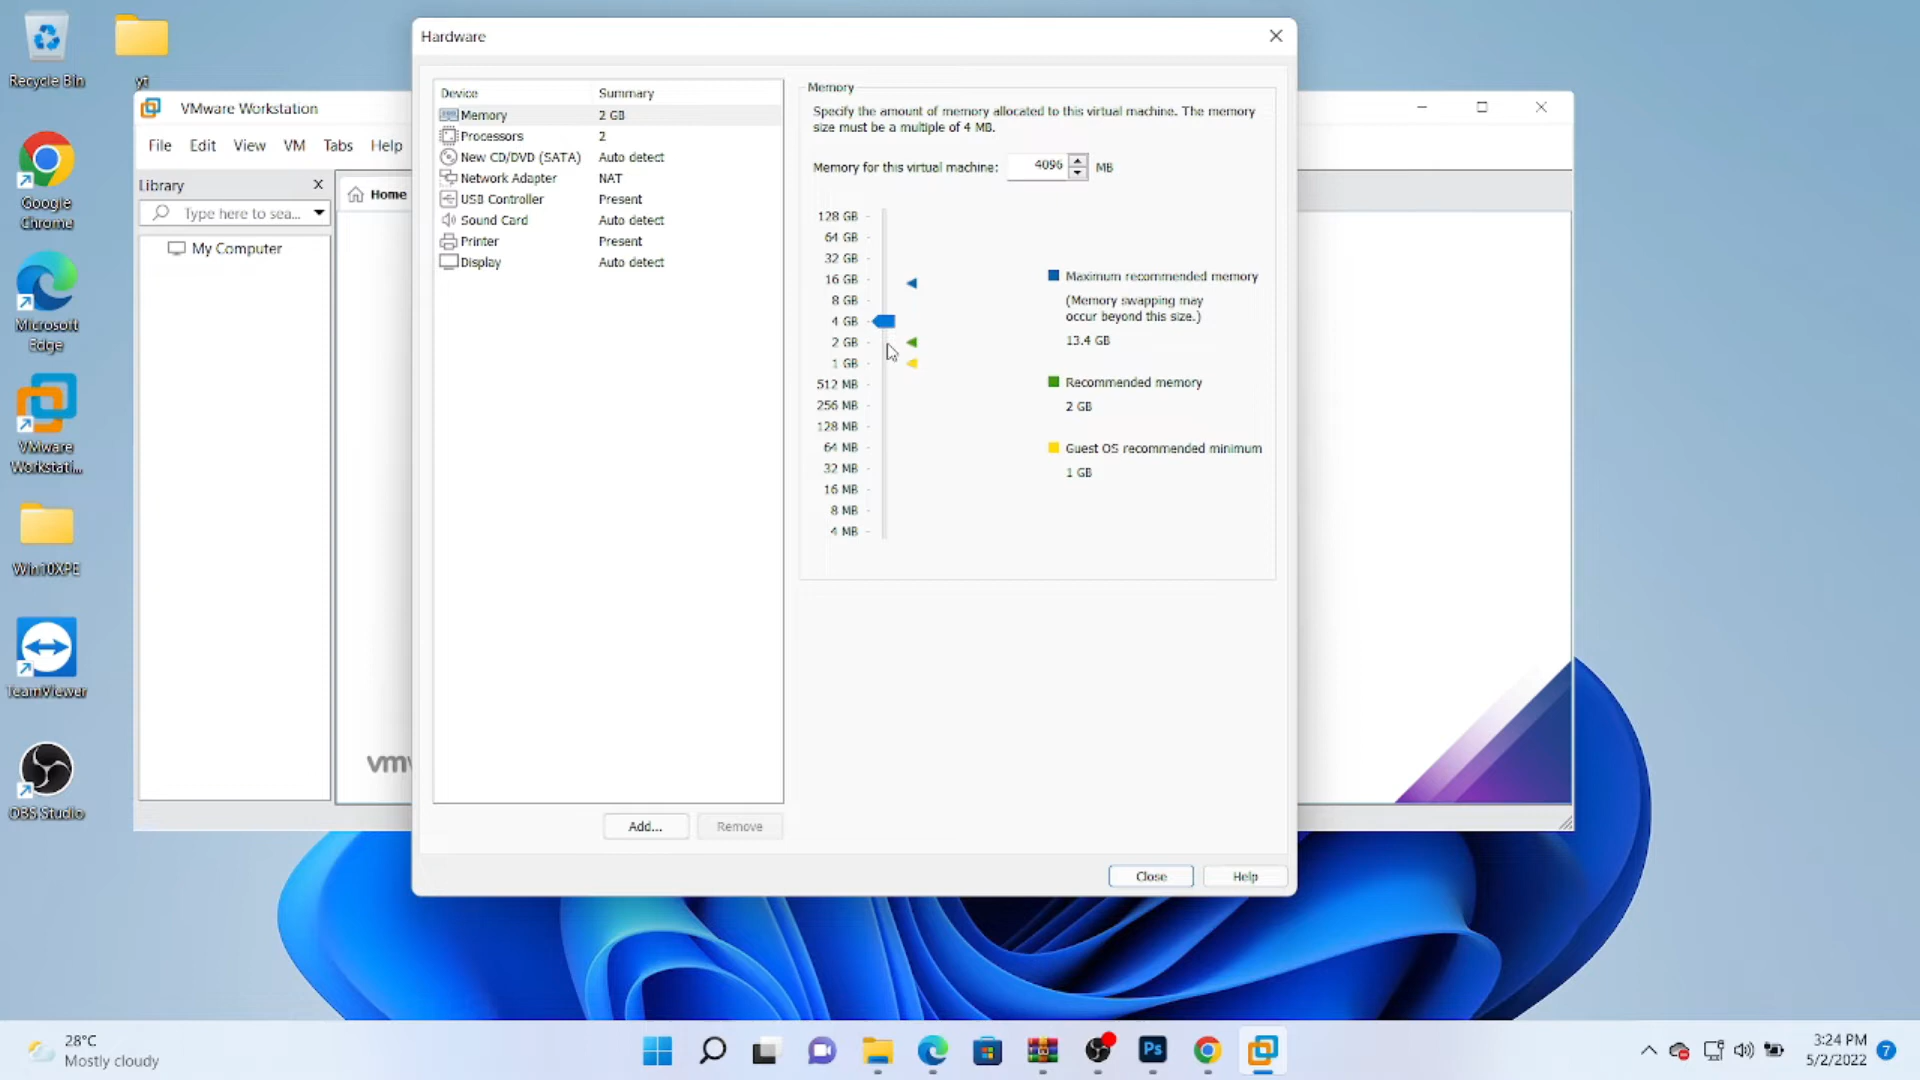 Recycle Bin
yt
Google
Chrome
Microsoft
Edge
VMware
Workstati...
Win10XPE
TeamViewer
OBS Studio
VMware Workstation
File Edit View VM Tabs Help
Library X
Type here to sea...
My Computer
Home
vm
Hardware
Device Summary
Memory 2 GB
Processors 2
New CD/DVD (SATA) Auto detect
Network Adapter NAT
USB Controller Present
Sound Card Auto detect
Printer Present
Display Auto detect
Add... Remove
Memory
Specify the amount of memory allocated to this virtual machine. The memory
size must be a multiple of 4 MB.
Memory for this virtual machine: 4096 MB
128 GB
64 GB
32 GB
16 GB
8 GB
4 GB
2 GB
1 GB
512 MB
256 MB
128 MB
64 MB
32 MB
16 MB
8 MB
4 MB
Maximum recommended memory
(Memory swapping may
occur beyond this size.)
13.4 GB
Recommended memory
2 GB
Guest OS recommended minimum
1 GB
Close Help
28°C
Mostly cloudy
Ps
3:24 PM
5/2/2022
7